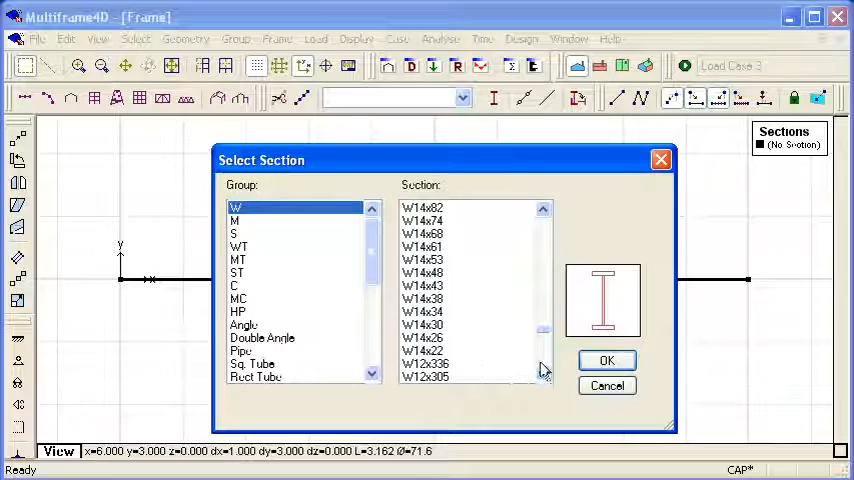 Multiframe4D - [Frame]
File Edit View Select Geometry Group Frame Load Display Case Analyse Time Design Window Help
D R Σ E Load Case 3
Sections
(No Section)
Select Section
Group: Section:
W
M
S
WT
MT
ST
C
MC
HP
Angle
Double Angle
Pipe
Sq. Tube
Rect Tube
W14x82
W14x74
W14x68
W14x61
W14x53
W14x48
W14x43
W14x38
W14x34
W14x30
W14x26
W14x22
W12x336
W12x305
OK
Cancel
y
View x=6.000 y=3.000 z=0.000 dx=1.000 dy=3.000 dz=0.000 L=3.162 Ø=71.6
Ready CAP*